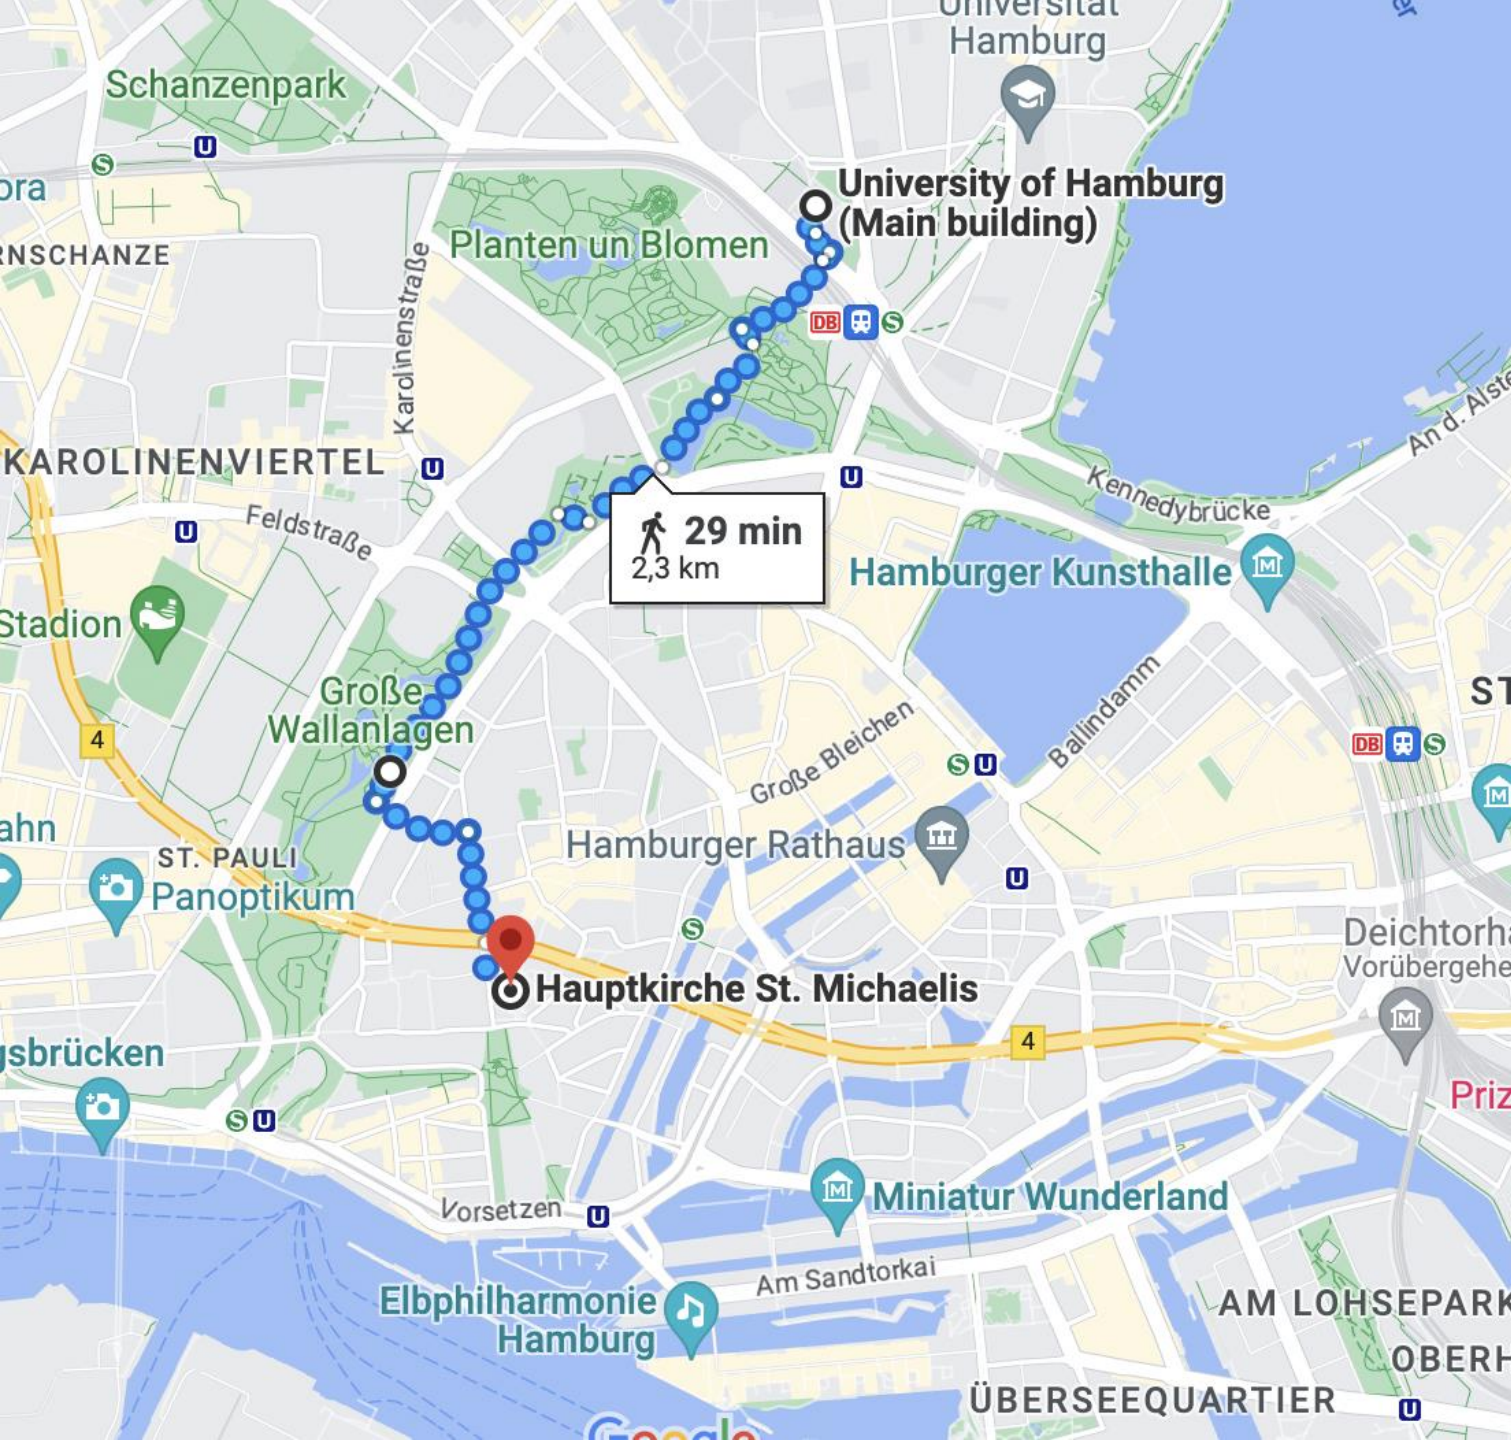 Universität
Hamburg
Schanzenpark
U
S
ora
University of Hamburg
(Main building)
RNSCHANZE
Planten un Blomen
Karolinenstraße
DB
S
An d. Alste
KAROLINENVIERTEL
U
U
Kennedybrücke
Feldstraße
U
29 min
2,3 km
Hamburger Kunsthalle
M
Stadion
Große
Wallanlagen
ST
4
Große Bleichen
Ballindamm
S U
DB
S
M
ahn
Hamburger Rathaus
ST. PAULI
Panoptikum
U
S
Deichtorha
Vorübergehe
M
Hauptkirche St. Michaelis
4
gsbrücken
Priz
S U
M
Miniatur Wunderland
Vorsetzen
U
Am Sandtorkai
Elbphilharmonie
Hamburg
AM LOHSEPARK
OBERH
ÜBERSEEQUARTIER
U
Google